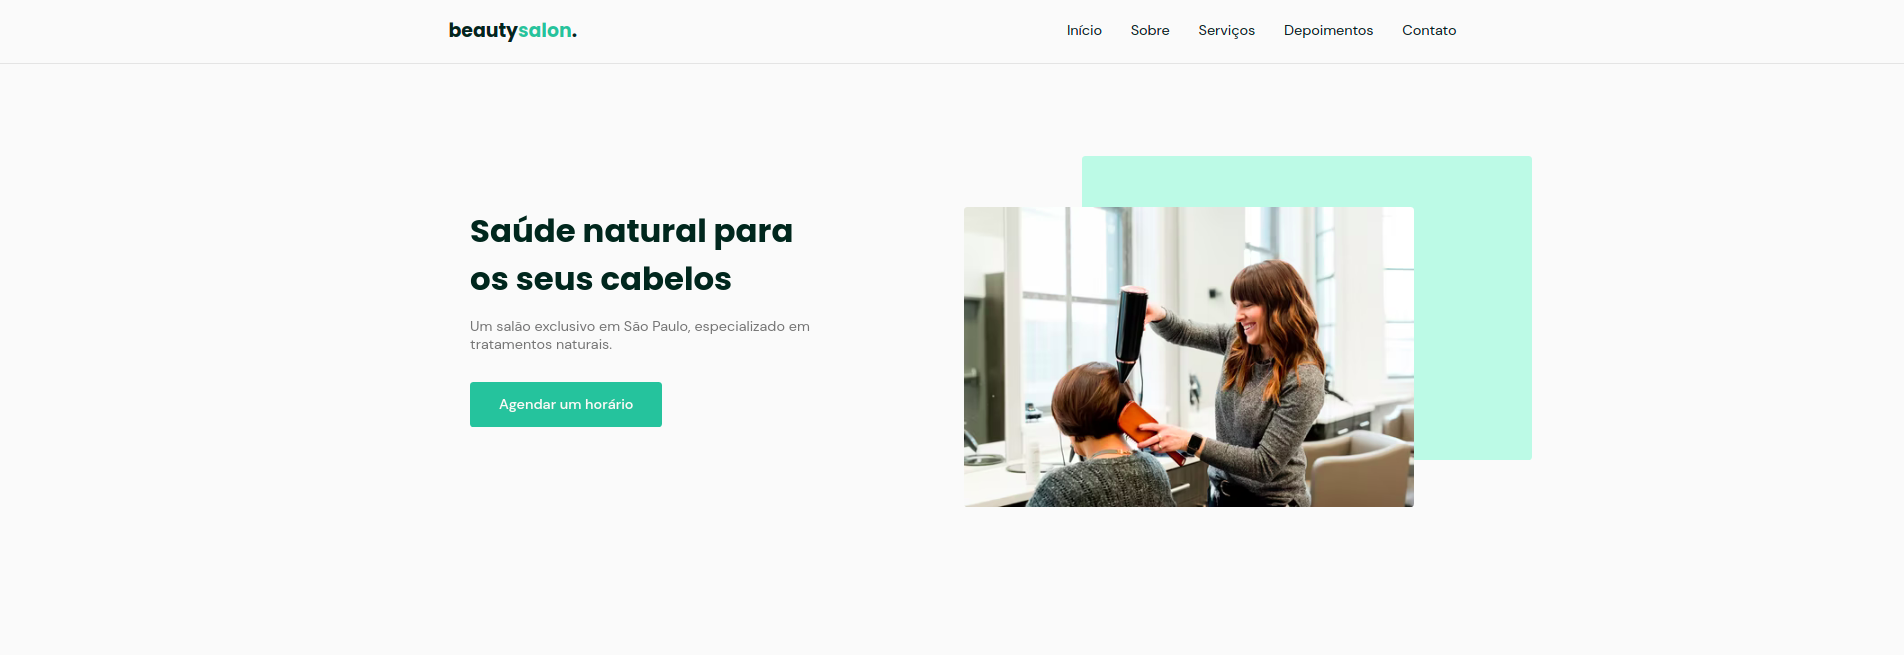 beautysalon.
Início Sobre Serviços Depoimentos Contato
Saúde natural para
os seus cabelos
Um salão exclusivo em São Paulo, especializado em
tratamentos naturais.
Agendar um horário